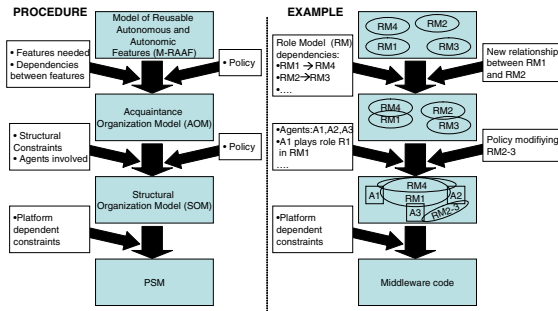 PROCEDURE
Model of Reusable
Autonomous and
Autonomic
Features (M-RAAF)
•Features needed
•Dependencies
between features
•Policy
Acquaintance
Organization Model (AOM)
•Structural
Constraints
•Agents involved
•Policy
Structural
Organization Model (SOM)
•Platform
dependent
constraints
PSM
EXAMPLE
RM4
RM2
RM1
RM3
Role Model (RM)
dependencies:
•RM1 → RM4
•RM2→RM3
•....
New relationship
between RM1
and RM2
RM4
RM1
RM2
RM3
•Agents:A1,A2,A3
•A1 plays role R1
in RM1
....
Policy modifiying
RM2-3
RM4
A1
RM1
A2
A3
RM2-3
•Platform
dependent
constraints
Middleware code